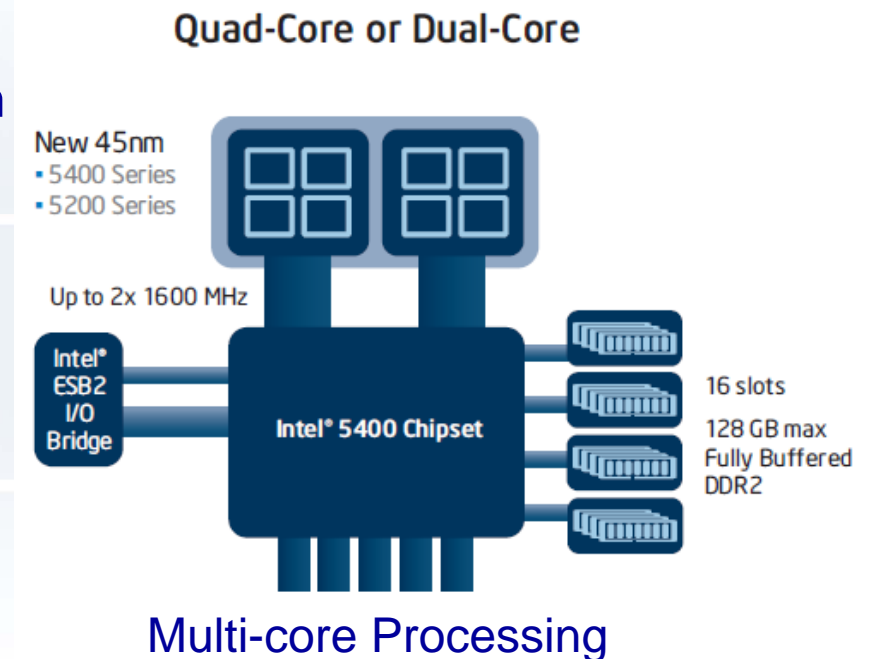 Quad-Core or Dual-Core
New 45nm
▪ 5400 Series
▪ 5200 Series
Up to 2x 1600 MHz
Intel®
ESB2
I/O
Bridge
Intel® 5400 Chipset
16 slots
128 GB max
Fully Buffered
DDR2
Multi-core Processing